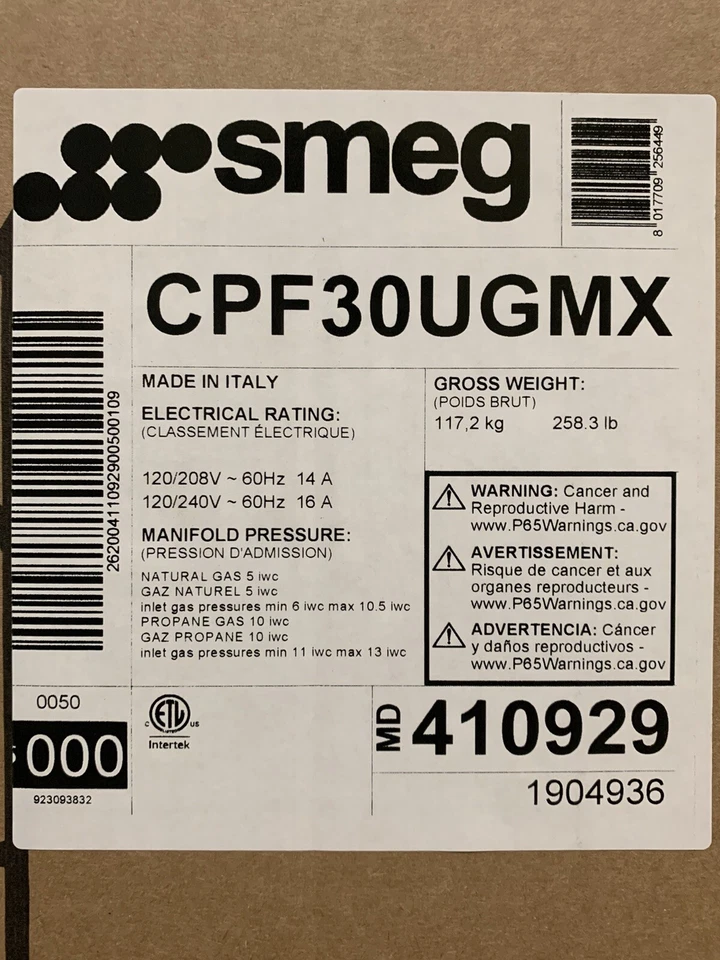 smeg
8 017709 256449
CPF30UGMX
26200411092900500109
MADE IN ITALY
ELECTRICAL RATING:
(CLASSEMENT ÉLECTRIQUE)
120/208V ~ 60Hz 14 A
120/240V ~ 60Hz 16 A
MANIFOLD PRESSURE:
(PRESSION D'ADMISSION)
NATURAL GAS 5 iwc
GAZ NATUREL 5 iwc
inlet gas pressures min 6 iwc max 10.5 iwc
PROPANE GAS 10 iwc
GAZ PROPANE 10 iwc
inlet gas pressures min 11 iwc max 13 iwc
GROSS WEIGHT:
(POIDS BRUT)
117,2 kg 258.3 lb
WARNING: Cancer and
Reproductive Harm -
www.P65Warnings.ca.gov
AVERTISSEMENT:
Risque de cancer et aux
organes reproducteurs -
www.P65Warnings.ca.gov
ADVERTENCIA: Cáncer
y daños reproductivos -
www.P65Warnings.ca.gov
0050
000
923093832
C ETL US
Intertek
MD 410929
1904936